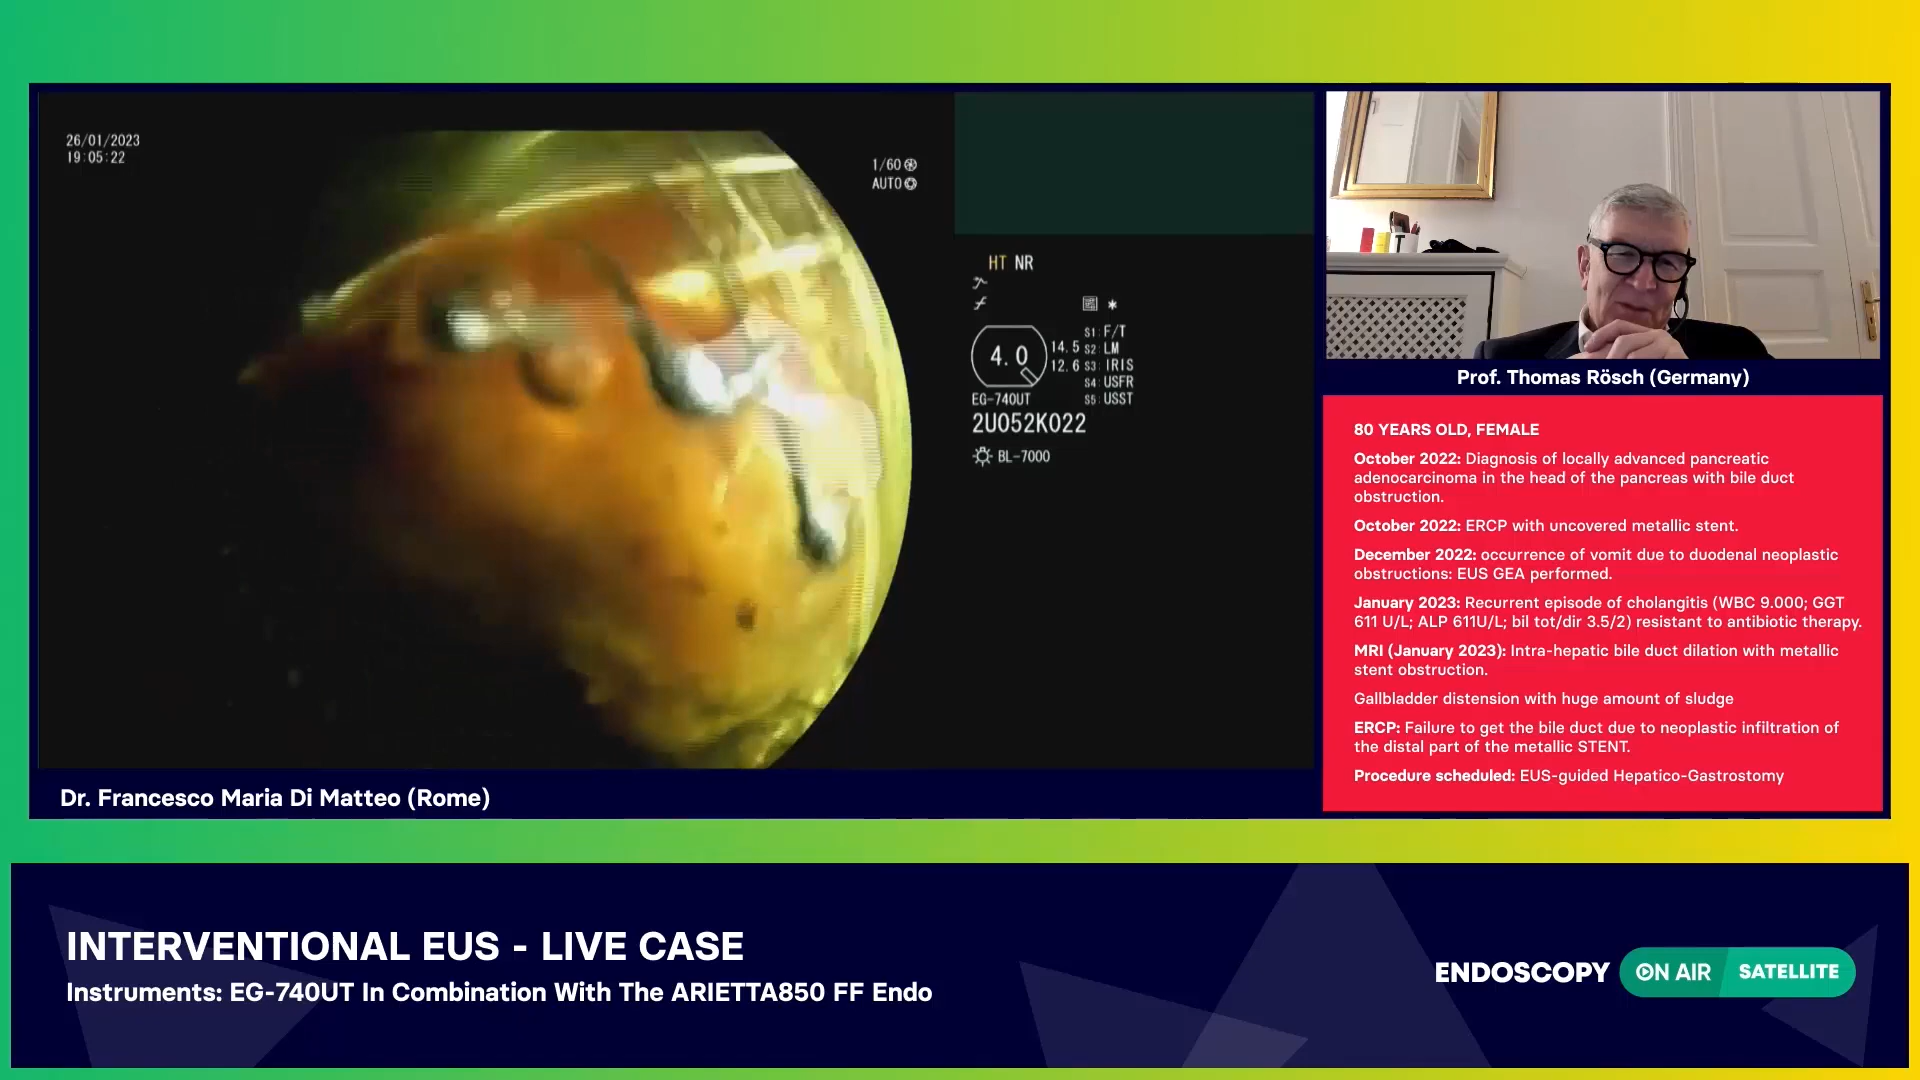 26/01/2023
19:05:22
1/60
AUTO
HT NR
4.0
14.5
12.6
S1: F/T
S2: LM
S3: IRIS
S4: USFR
S5: USST
EG-740UT
2U052K022
BL-7000
Dr. Francesco Maria Di Matteo (Rome)
Prof. Thomas Rösch (Germany)
80 YEARS OLD, FEMALE
October 2022: Diagnosis of locally advanced pancreatic
adenocarcinoma in the head of the pancreas with bile duct
obstruction.
October 2022: ERCP with uncovered metallic stent.
December 2022: occurrence of vomit due to duodenal neoplastic
obstructions: EUS GEA performed.
January 2023: Recurrent episode of cholangitis (WBC 9.000; GGT
611 U/L; ALP 611U/L; bil tot/dir 3.5/2) resistant to antibiotic therapy.
MRI (January 2023): Intra-hepatic bile duct dilation with metallic
stent obstruction.
Gallbladder distension with huge amount of sludge
ERCP: Failure to get the bile duct due to neoplastic infiltration of
the distal part of the metallic STENT.
Procedure scheduled: EUS-guided Hepatico-Gastrostomy
INTERVENTIONAL EUS - LIVE CASE
Instruments: EG-740UT In Combination With The ARIETTA850 FF Endo
ENDOSCOPY ON AIR SATELLITE